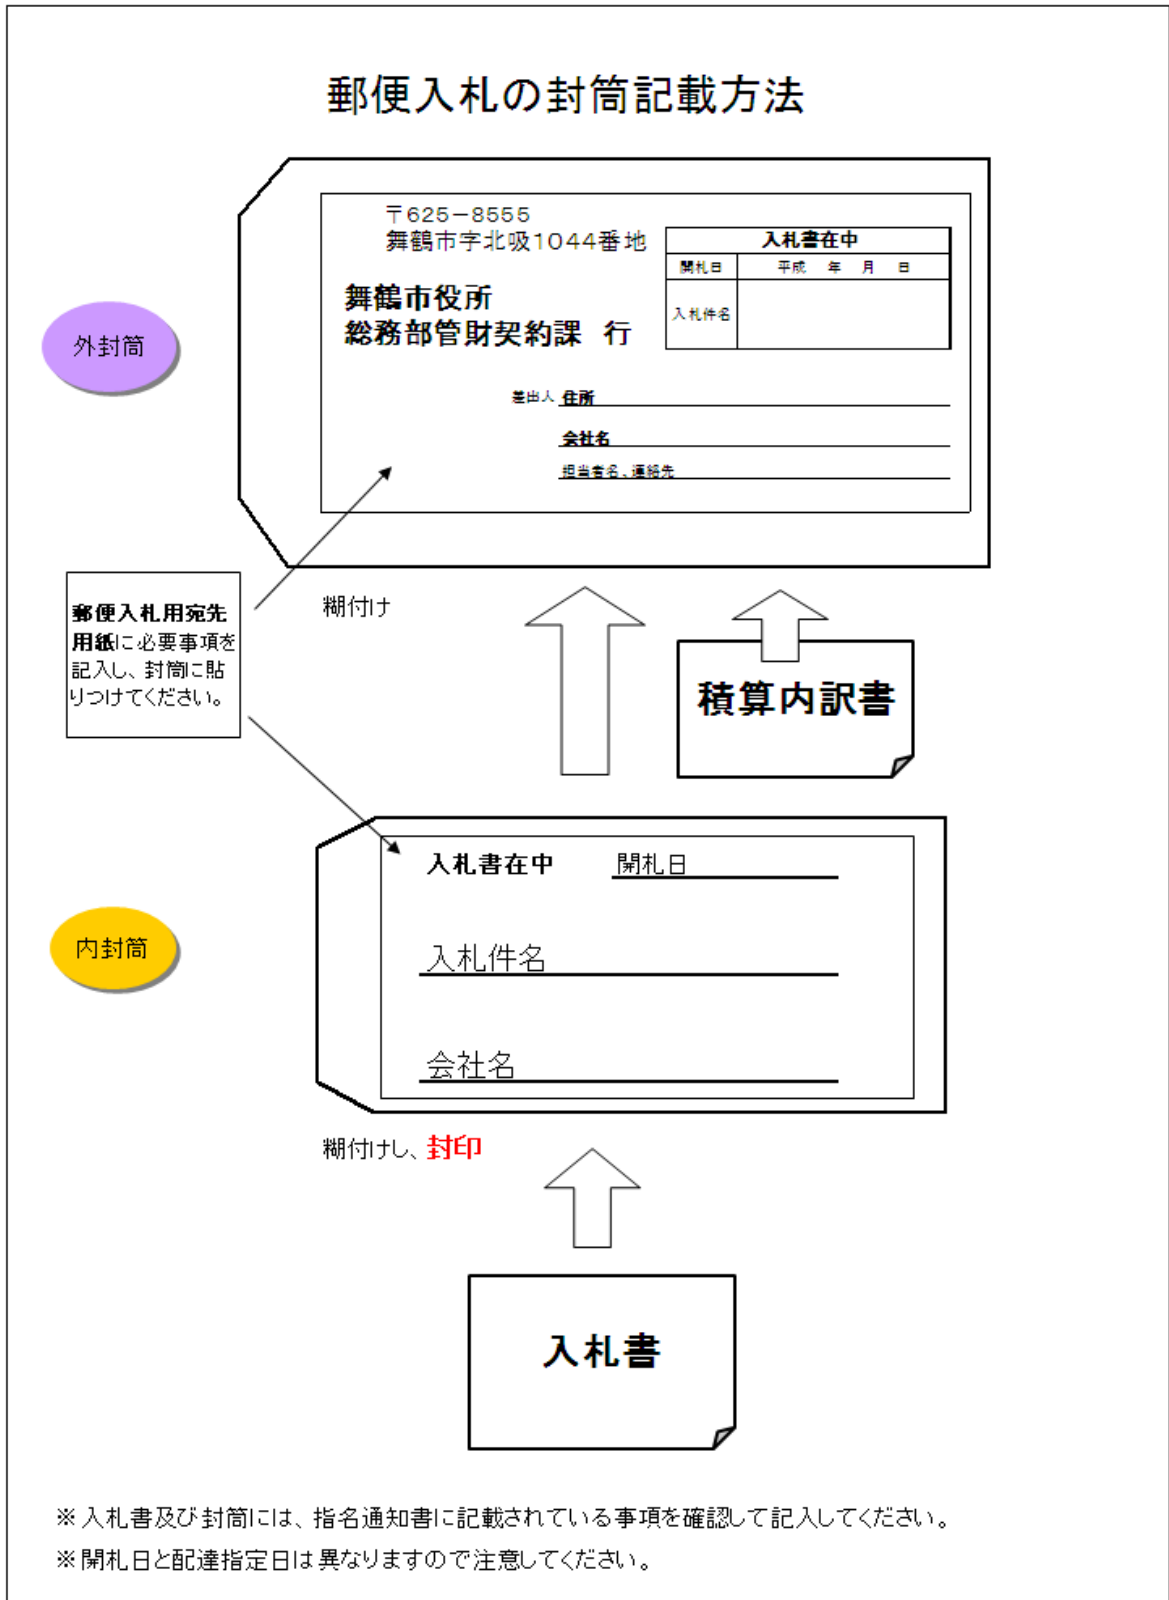 郵便入札の封筒記載方法
〒625-8555
舞鶴市字北吸1044番地
入札書在中
開札日 平成 年 月 日
入札件名
舞鶴市役所
総務部管財契約課 行
差出人 住所
会社名
担当者名、連絡先
外封筒
郵便入札用宛先
用紙に必要事項を
記入し、封筒に貼
りつけてください。
糊付け
積算内訳書
入札書在中 開札日
入札件名
会社名
内封筒
糊付けし、封印
入札書
※入札書及び封筒には、指名通知書に記載されている事項を確認して記入してください。
※開札日と配達指定日は異なりますので注意してください。